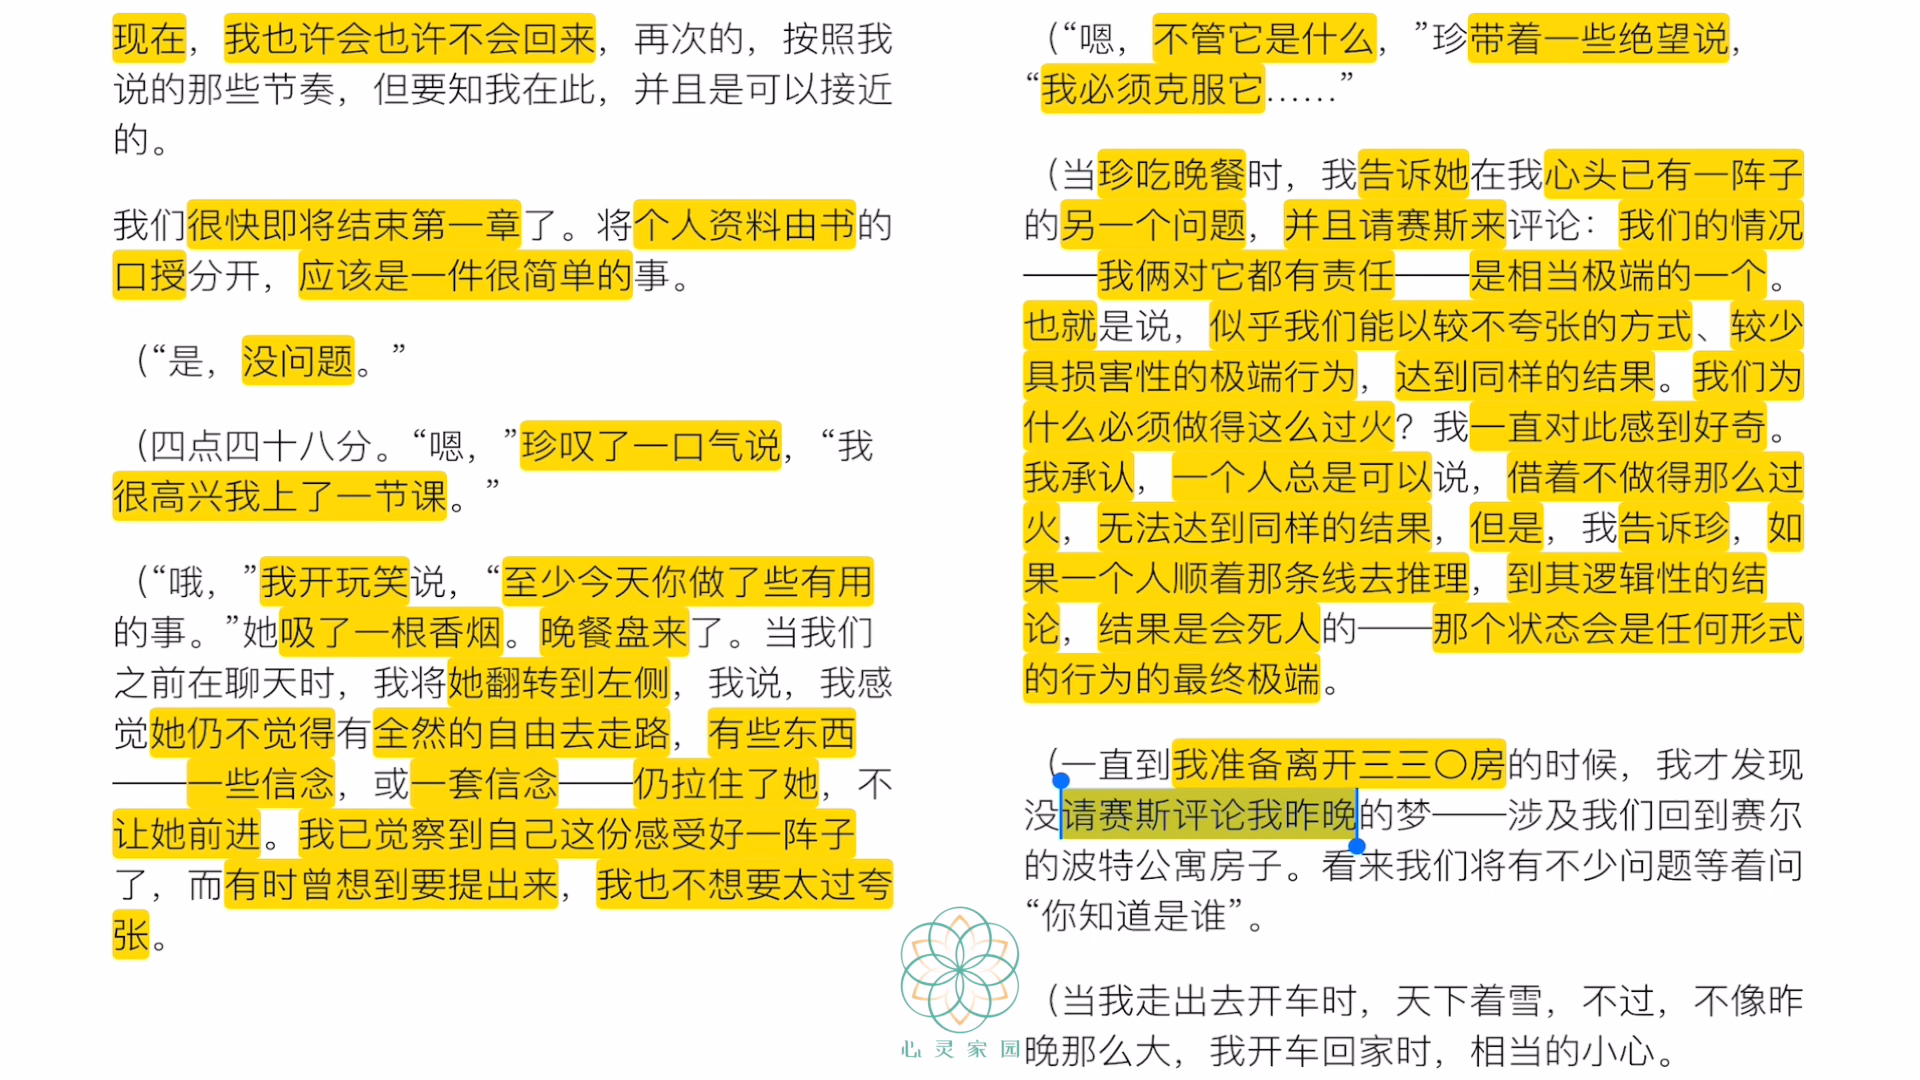 现在，我也许会也许不会回来，再次的，按照我
说的那些节奏，但要知我在此，并且是可以接近
的。
我们很快即将结束第一章了。将个人资料由书的
口授分开，应该是一件很简单的事。
（“是，没问题。”
（四点四十八分。“嗯，”珍叹了一口气说，“我
很高兴我上了一节课。”
（“哦，”我开玩笑说，“至少今天你做了些有用
的事。”她吸了一根香烟。晚餐盘来了。当我们
之前在聊天时，我将她翻转到左侧，我说，我感
觉她仍不觉得有全然的自由去走路，有些东西
——一些信念，或一套信念——仍拉住了她，不
让她前进。我已觉察到自己这份感受好一阵子
了，而有时曾想到要提出来，我也不想要太过夸
张。
（“嗯，不管它是什么，”珍带着一些绝望说，
“我必须克服它……”
（当珍吃晚餐时，我告诉她在我心头已有一阵子
的另一个问题，并且请赛斯来评论：我们的情况
——我俩对它都有责任——是相当极端的一个。
也就是说，似乎我们能以较不夸张的方式、较少
具损害性的极端行为，达到同样的结果。我们为
什么必须做得这么过火？我一直对此感到好奇。
我承认，一个人总是可以说，借着不做得那么过
火，无法达到同样的结果，但是，我告诉珍，如
果一个人顺着那条线去推理，到其逻辑性的结
论，结果是会死人的——那个状态会是任何形式
的行为的最终极端。
（一直到我准备离开三三〇房的时候，我才发现
没请赛斯评论我昨晚的梦——涉及我们回到赛尔
的波特公寓房子。看来我们将有不少问题等着问
“你知道是谁”。
（当我走出去开车时，天下着雪，不过，不像昨
晚那么大，我开车回家时，相当的小心。
心灵家园